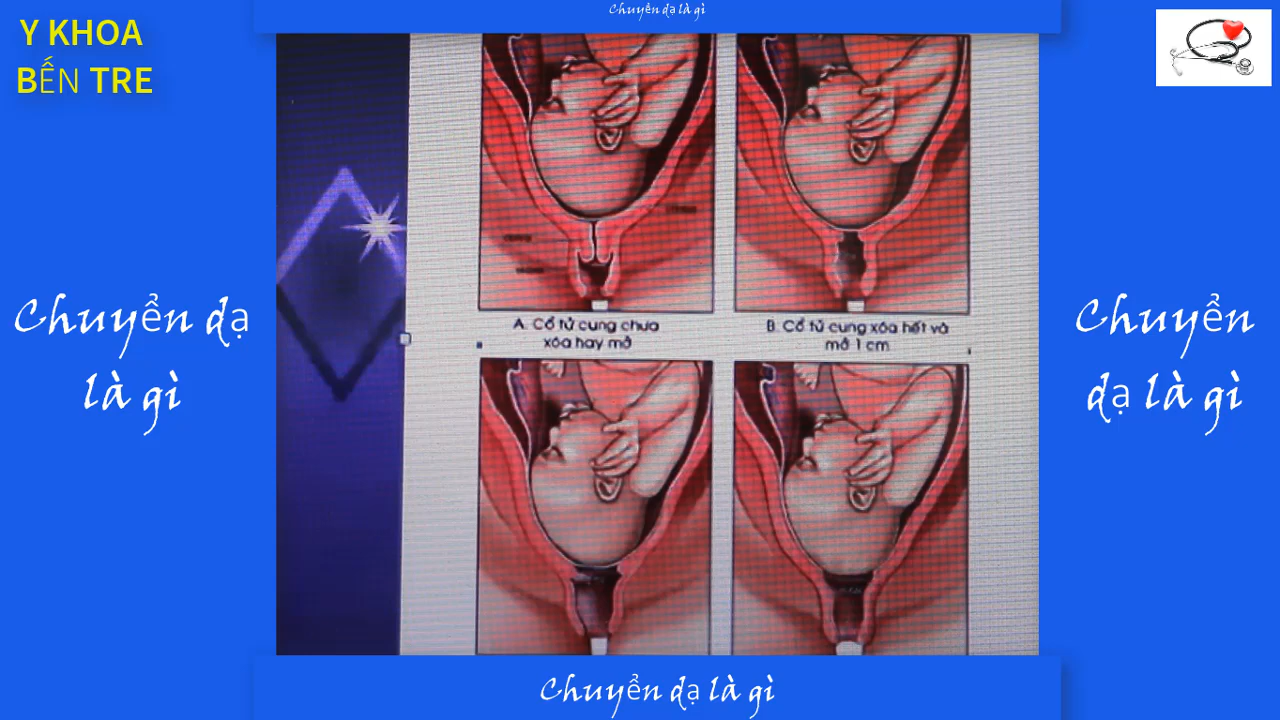 Chuyển dạ là gì
Y KHOA
BẾN TRE
Chuyển dạ
là gì
A. Cổ tử cung chưa
xóa hay mở
B. Cổ tử cung xóa hết và
mở 1 cm
Chuyển
dạ là gì
Chuyển dạ là gì